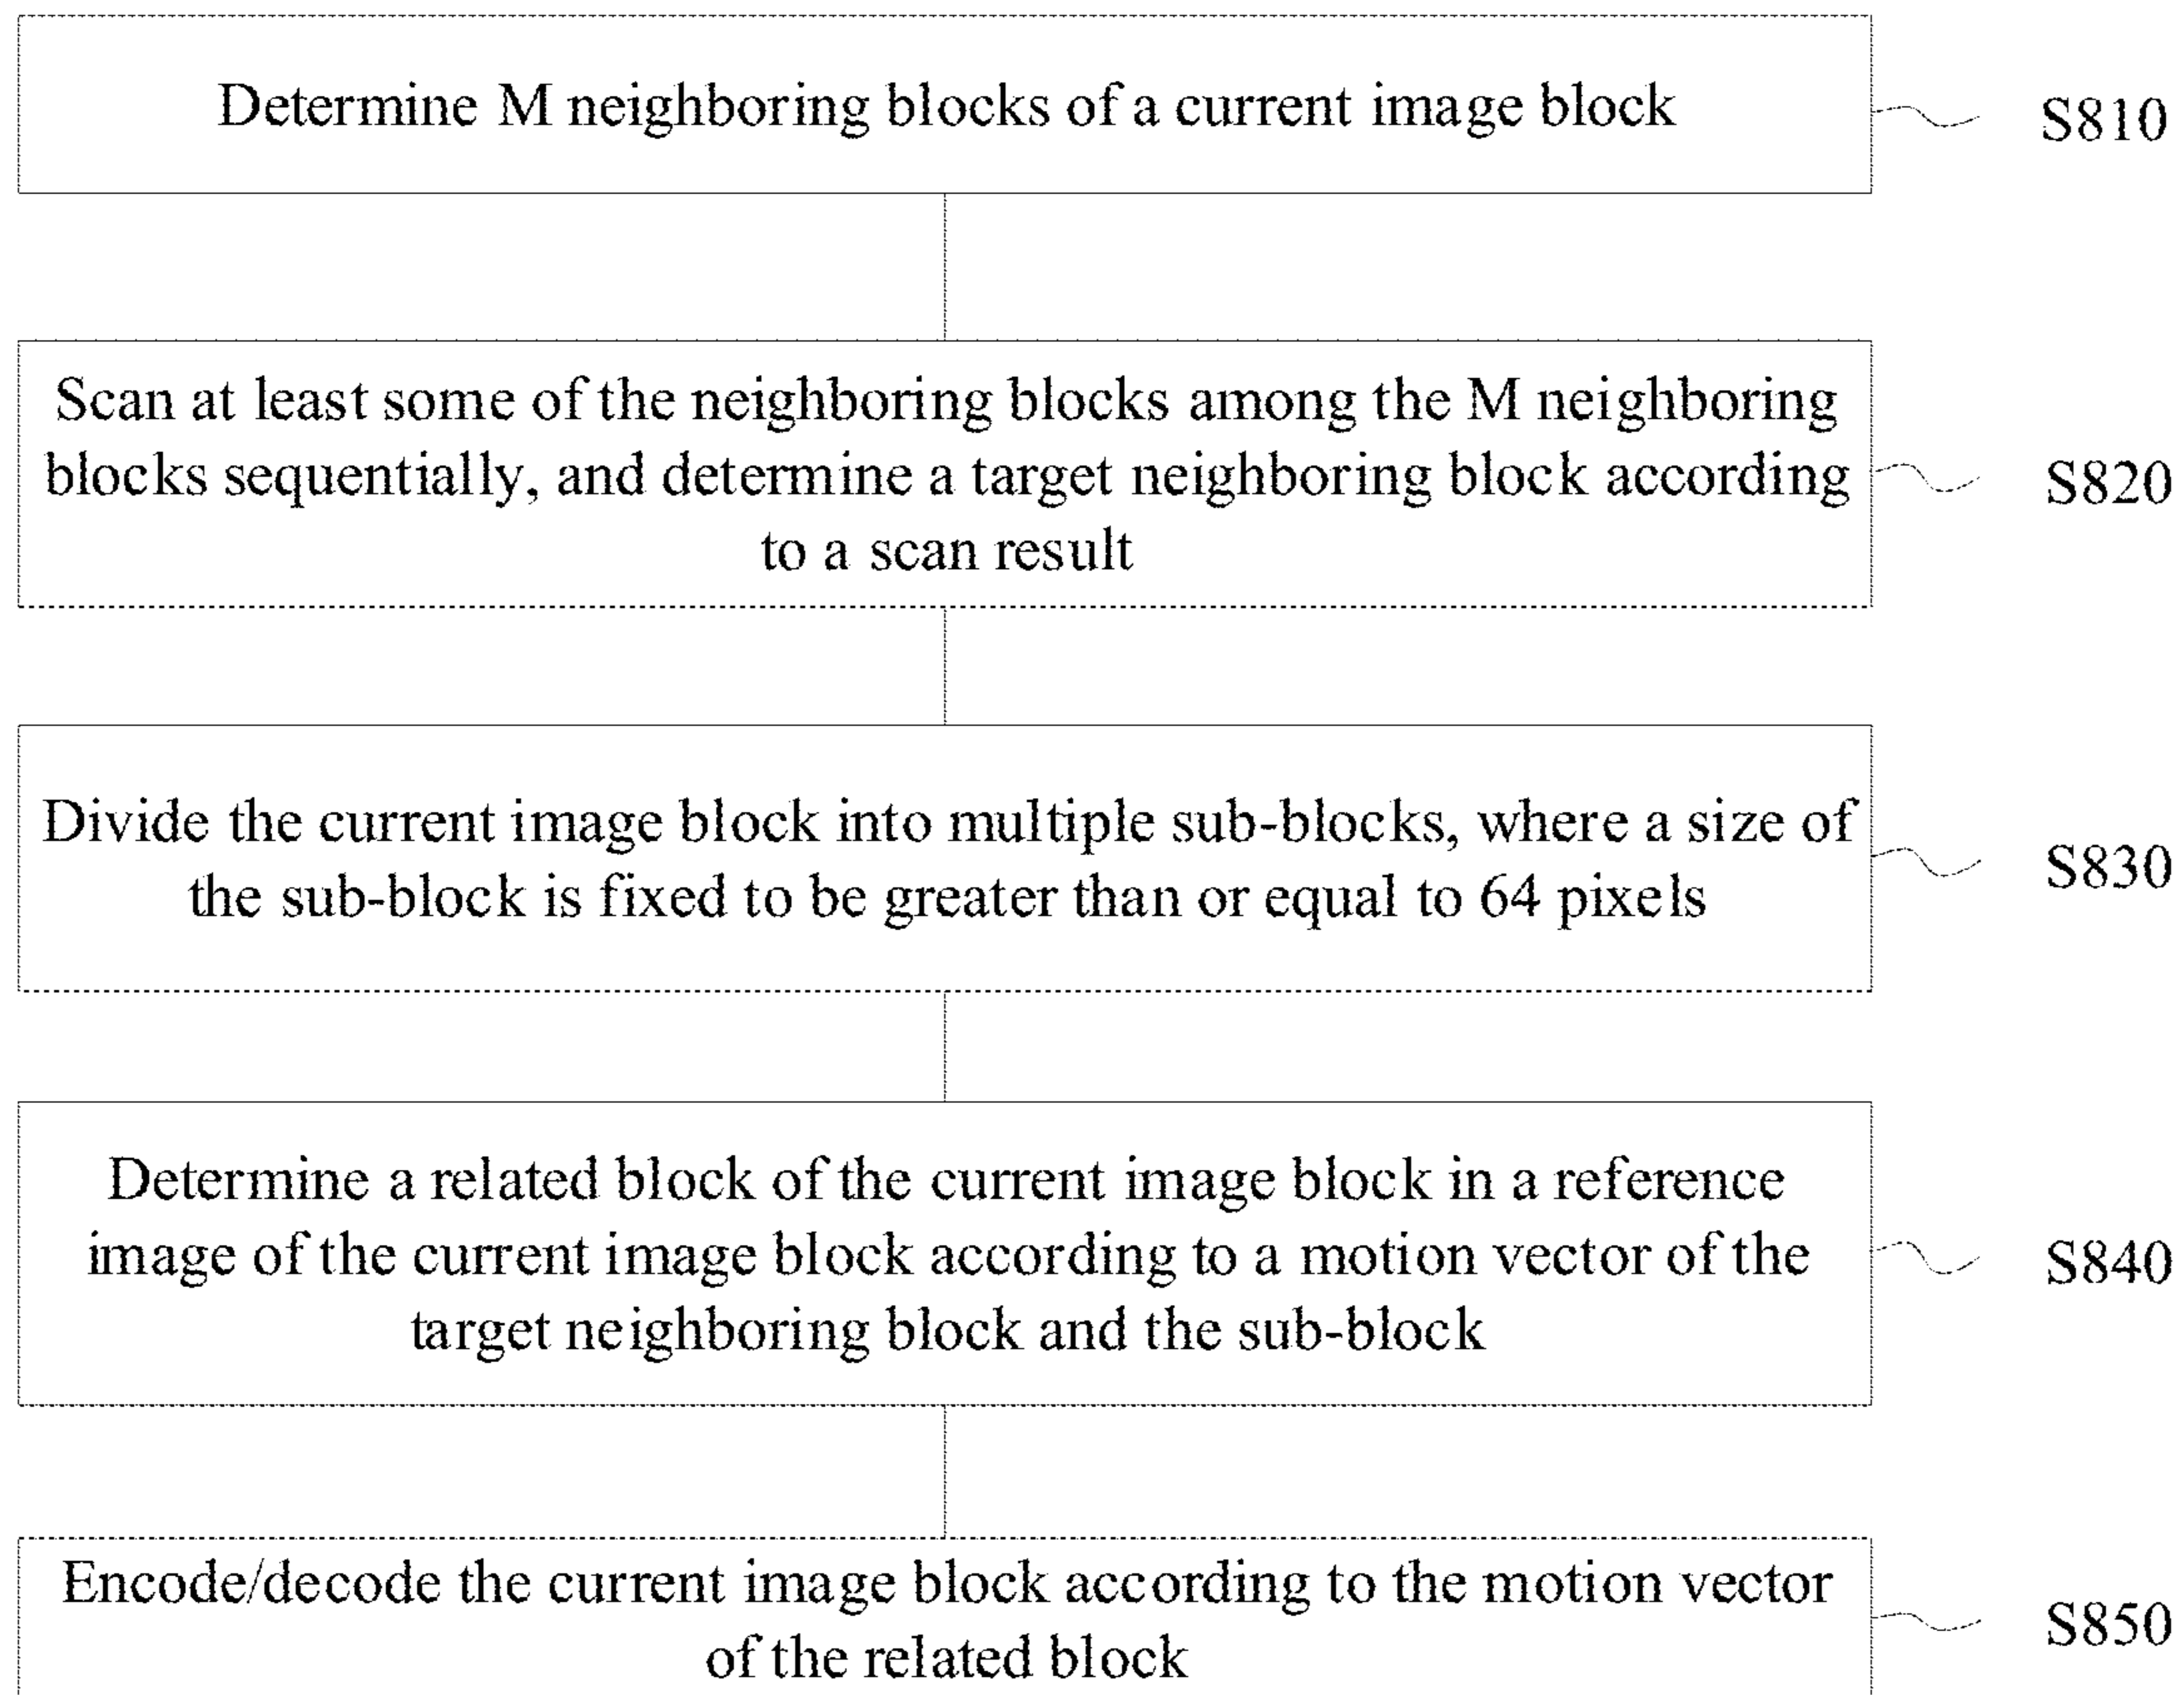 Determine M neighboring blocks of a current image block
S810
Scan at least some of the neighboring blocks among the M neighboring
blocks sequentially, and determine a target neighboring block according
to a scan result
S820
Divide the current image block into multiple sub-blocks, where a size of
the sub-block is fixed to be greater than or equal to 64 pixels
S830
Determine a related block of the current image block in a reference
image of the current image block according to a motion vector of the
target neighboring block and the sub-block
S840
Encode/decode the current image block according to the motion vector
of the related block
S850